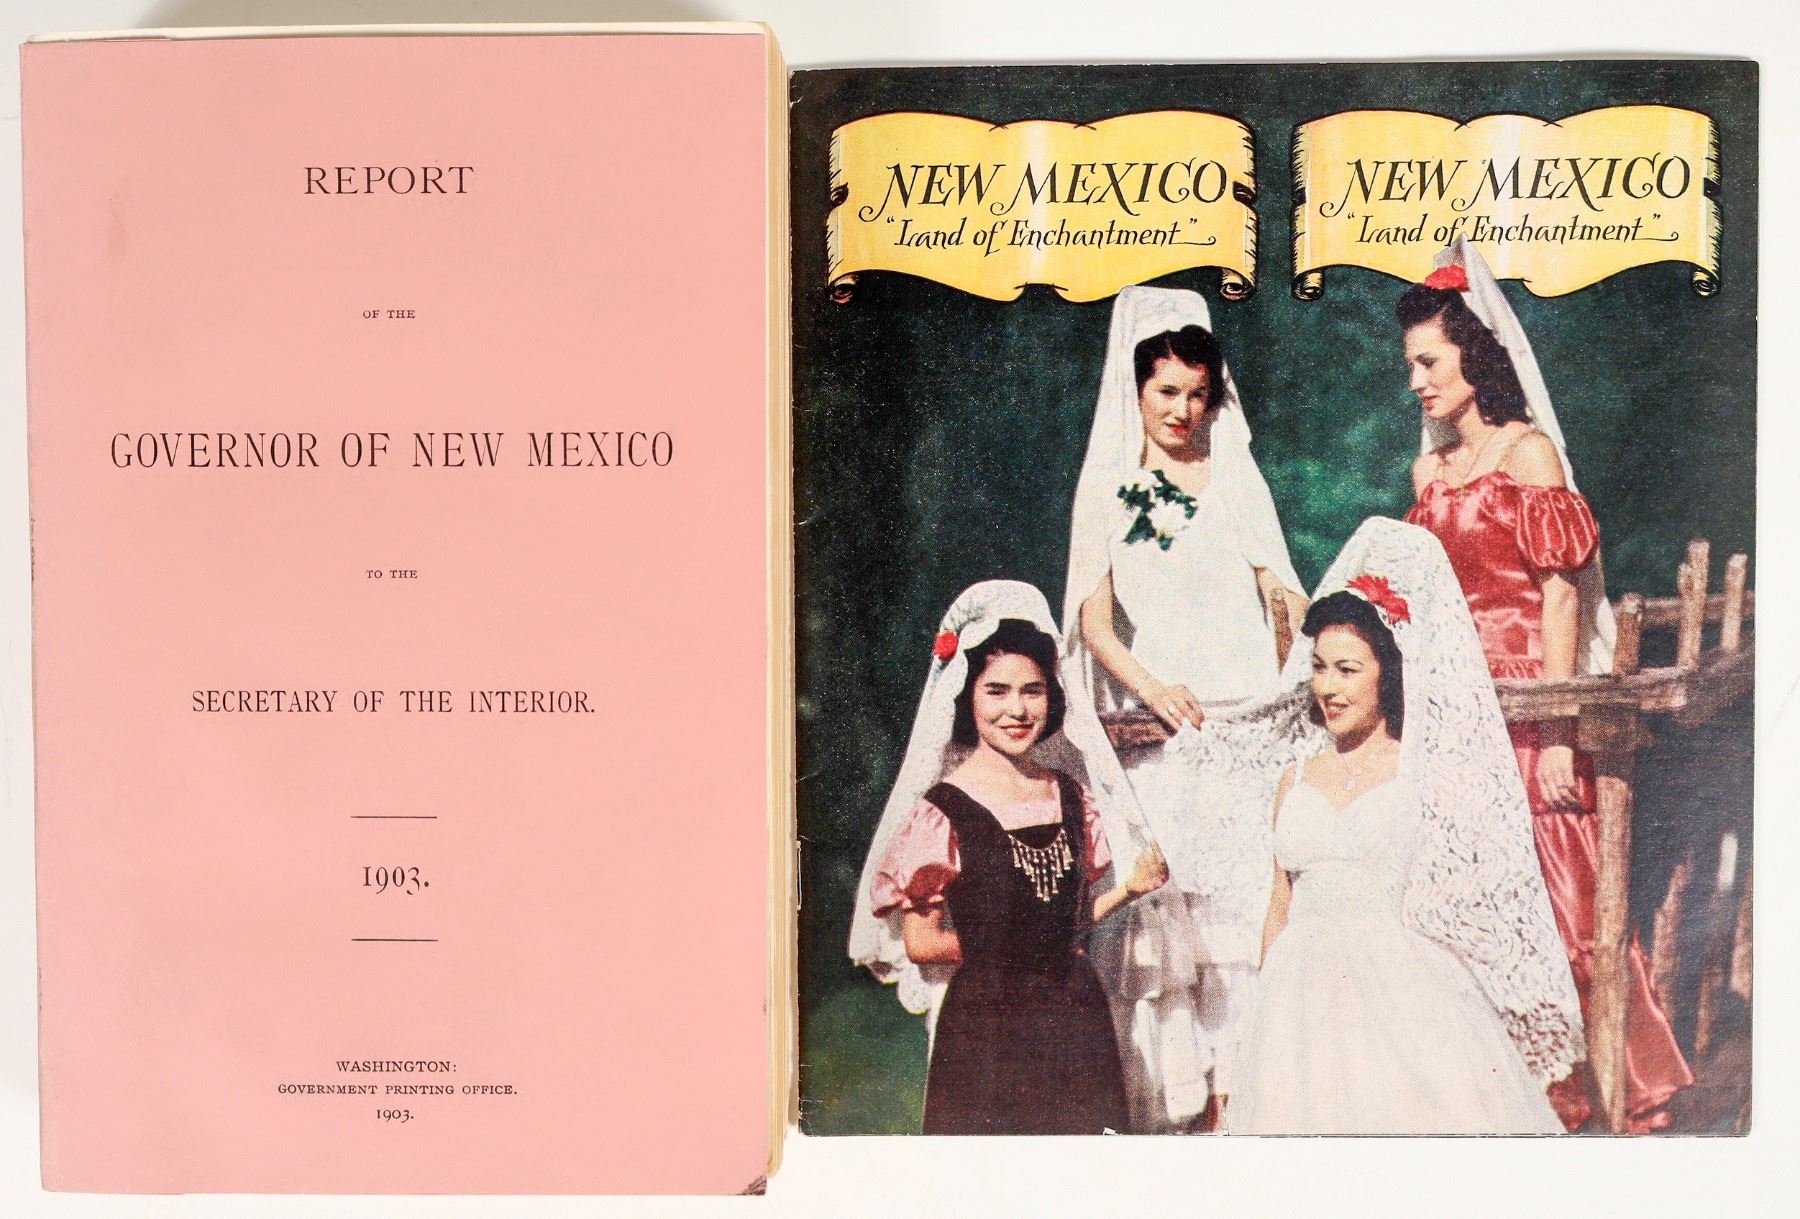 REPORT
OF THE
GOVERNOR OF NEW MEXICO
TO THE
SECRETARY OF THE INTERIOR.
1903.
WASHINGTON:
GOVERNMENT PRINTING OFFICE.
1903.
NEW MEXICO
"Land of Enchantment"
NEW MEXICO
"Land of Enchantment"